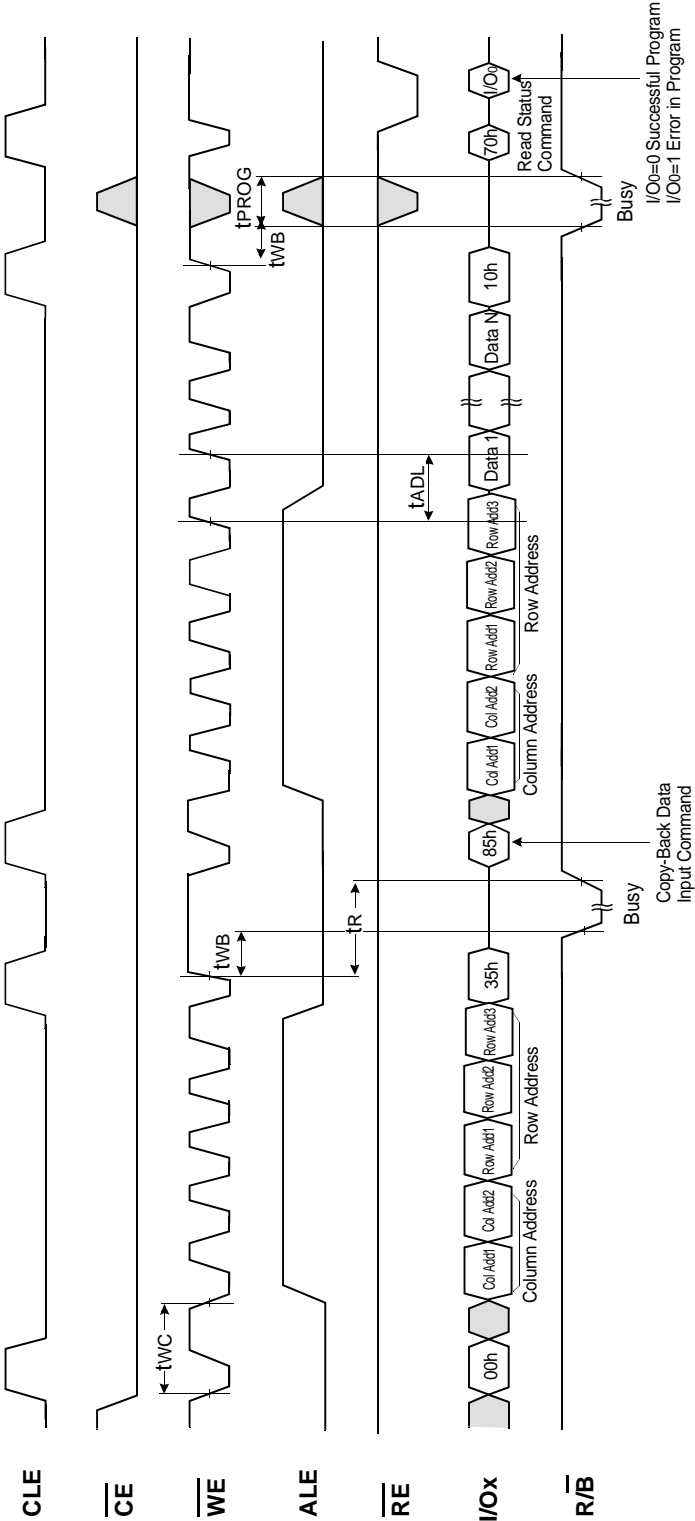 CLE
C̅E̅
tWC
tWB
tPROG
W̅E̅
tWB
ALE
tR
tADL
R̅E̅
I/Ox
00h
Col Add1
Col Add2
Row Add1
Row Add2
Row Add3
35h
85h
Col Add1
Col Add2
Row Add1
Row Add2
Row Add3
Data 1
Data N
10h
70h
I/O0
Column Address
Row Address
Column Address
Row Address
Read Status
Command
R/B̅
Busy
Busy
Copy-Back Data
Input Command
I/O0=0 Successful Program
I/O0=1 Error in Program